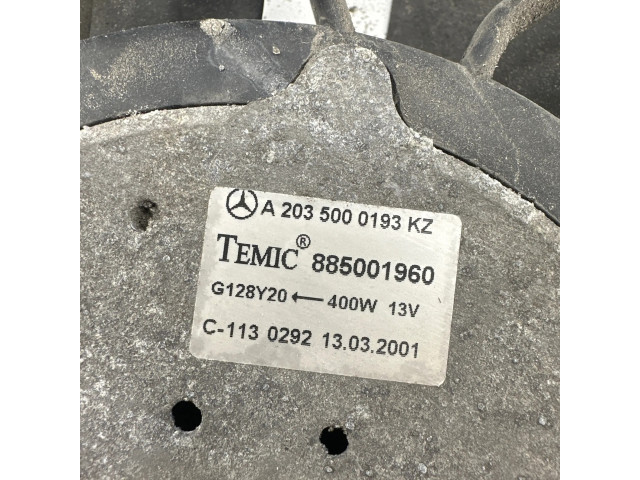 A 203 500 0193 KZ
TEMIC® 885001960
G128Y20 ← 400W 13V
C-113 0292 13.03.2001